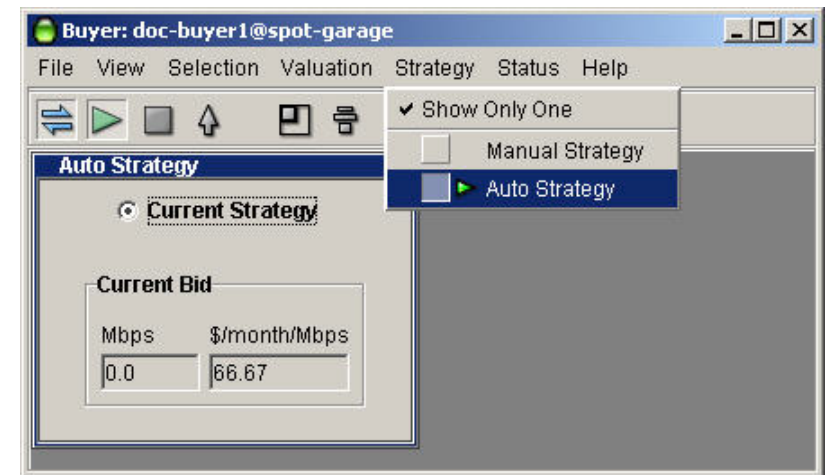 Buyer: doc-buyer1@spot-garage
File View Selection Valuation Strategy Status Help
Show Only One
Manual Strategy
Auto Strategy
Auto Strategy
Current Strategy
Current Bid
Mbps $/month/Mbps
0.0 66.67